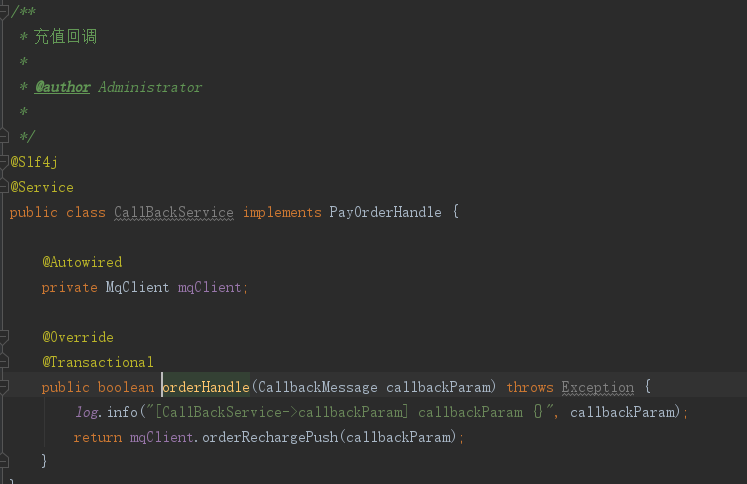 /**
 * 充值回调
 *
 * @author Administrator
 *
 */
@Slf4j
@Service
public class CallBackService implements PayOrderHandle {
    @Autowired
    private MqClient mqClient;
    @Override
    @Transactional
    public boolean orderHandle(CallbackMessage callbackParam) throws Exception {
        log.info("[CallBackService->callbackParam] callbackParam {}", callbackParam);
        return mqClient.orderRechargePush(callbackParam);
    }